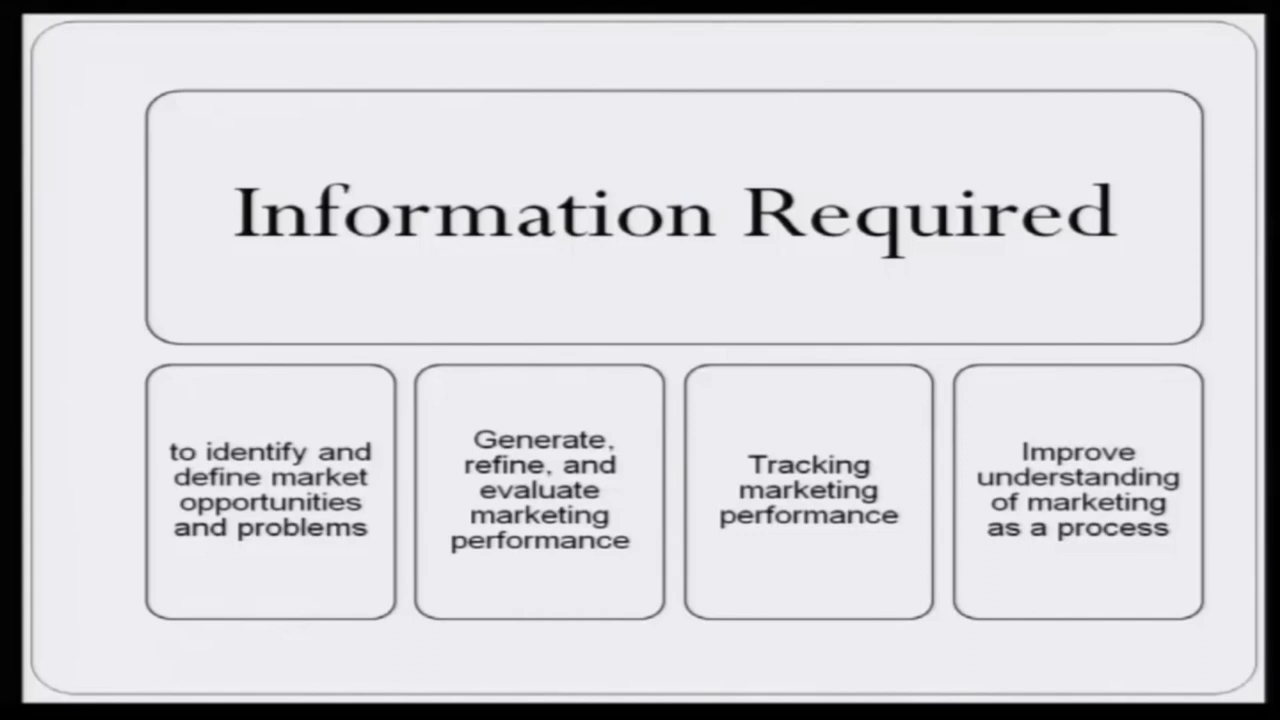 Information Required
to identify and
define market
opportunities
and problems
Generate,
refine, and
evaluate
marketing
performance
Tracking
marketing
performance
Improve
understanding
of marketing
as a process